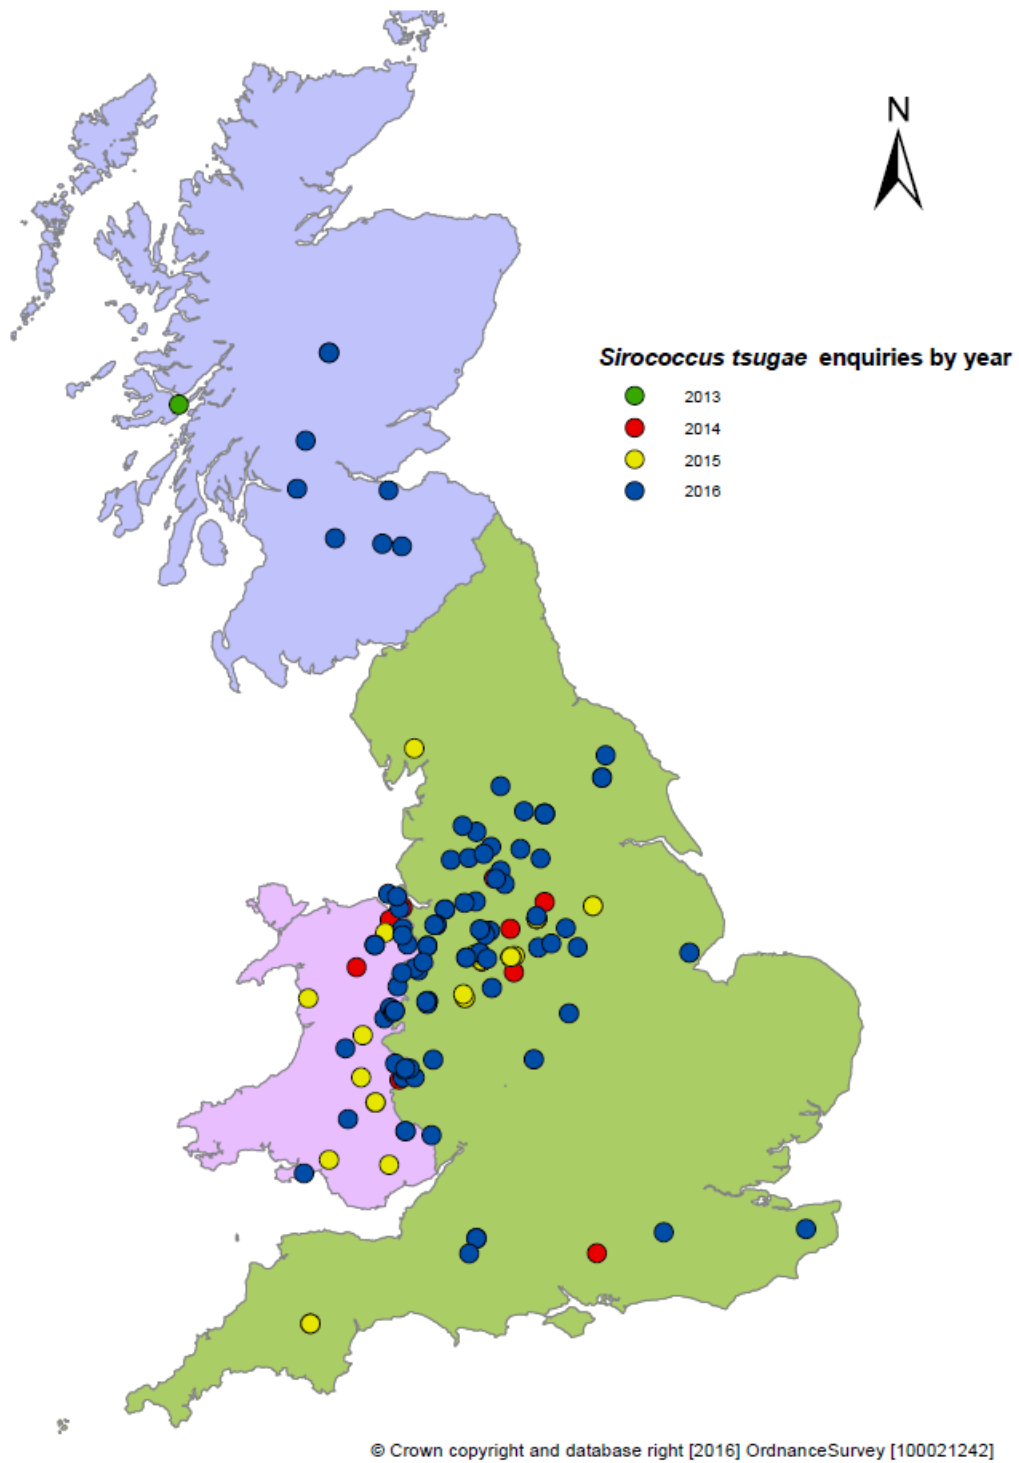 N
Sirococcus tsugae enquiries by year
2013
2014
2015
2016
© Crown copyright and database right [2016] OrdnanceSurvey [100021242]